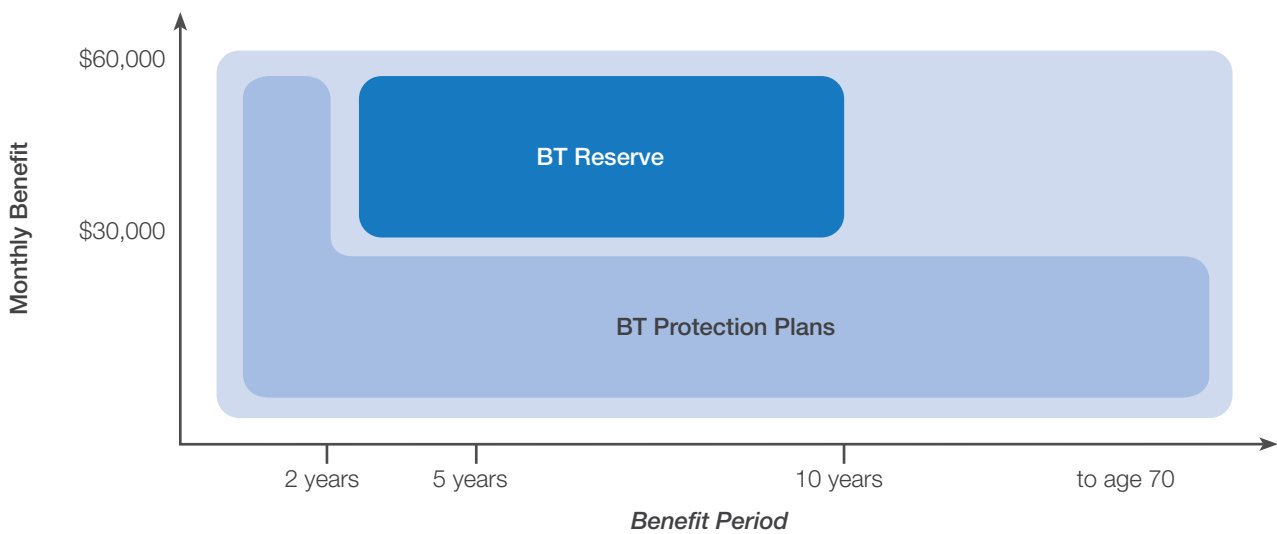 Monthly Benefit
$60,000
BT Reserve
$30,000
BT Protection Plans
2 years
5 years
10 years
to age 70
Benefit Period